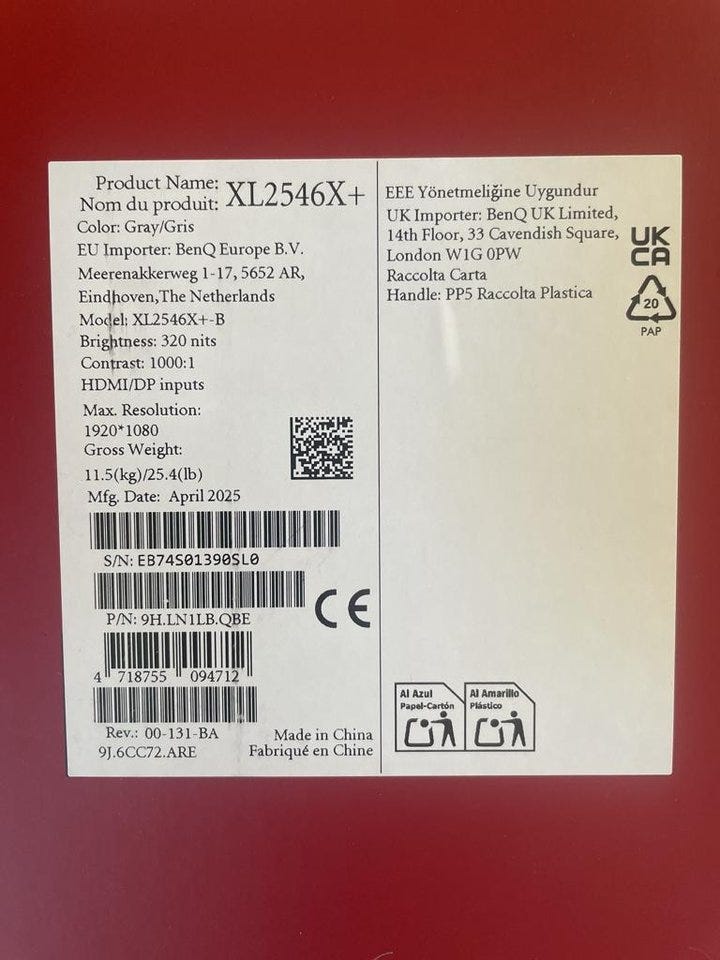 Product Name: XL2546X+
Nom du produit:
Color: Gray/Gris
EU Importer: BenQ Europe B.V.
Meerenakkerweg 1-17, 5652 AR,
Eindhoven,The Netherlands
Model: XL2546X+-B
Brightness: 320 nits
Contrast: 1000:1
HDMI/DP inputs
Max. Resolution:
1920*1080
Gross Weight:
11.5(kg)/25.4(lb)
Mfg. Date: April 2025
S/N: EB74S01390SL0
P/N: 9H.LN1LB.QBE
CE
4 718755 094712
Rev.: 00-131-BA
9J.6CC72.ARE
Made in China
Fabriqué en Chine
EEE Yönetmeliğine Uygundur
UK Importer: BenQ UK Limited,
14th Floor, 33 Cavendish Square,
London W1G 0PW
Raccolta Carta
Handle: PP5 Raccolta Plastica
UK
CA
20
PAP
Al Azul
Papel-Cartón
Al Amarillo
Plástico